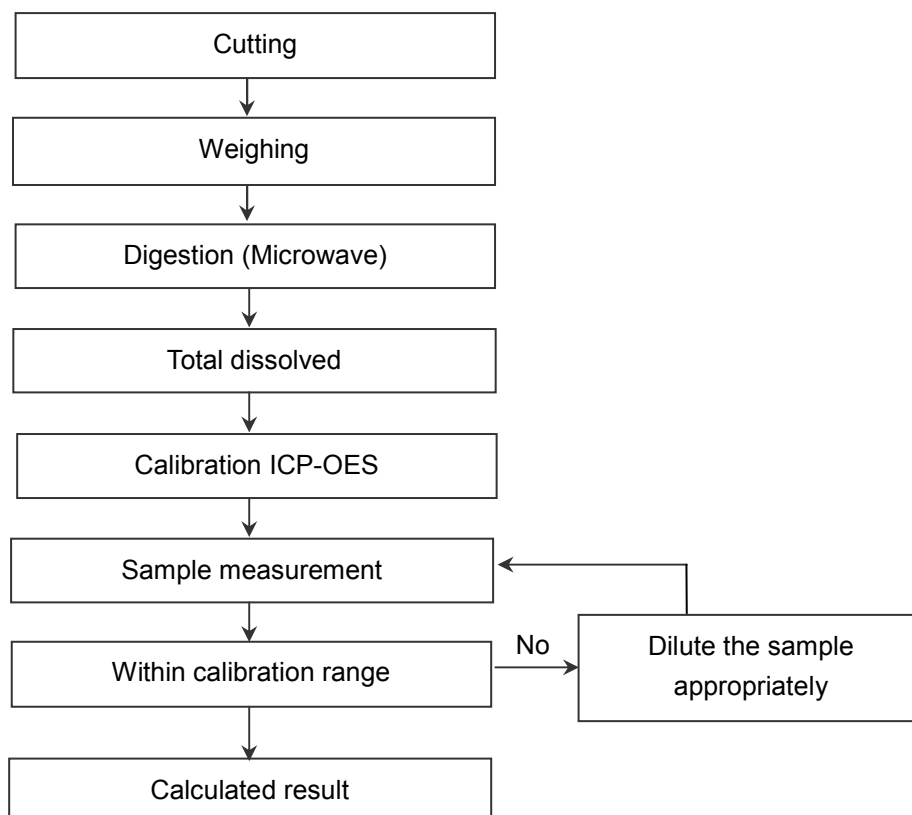 Cutting
Weighing
Digestion (Microwave)
Total dissolved
Calibration ICP-OES
Sample measurement
Within calibration range
No
Dilute the sample
appropriately
Calculated result